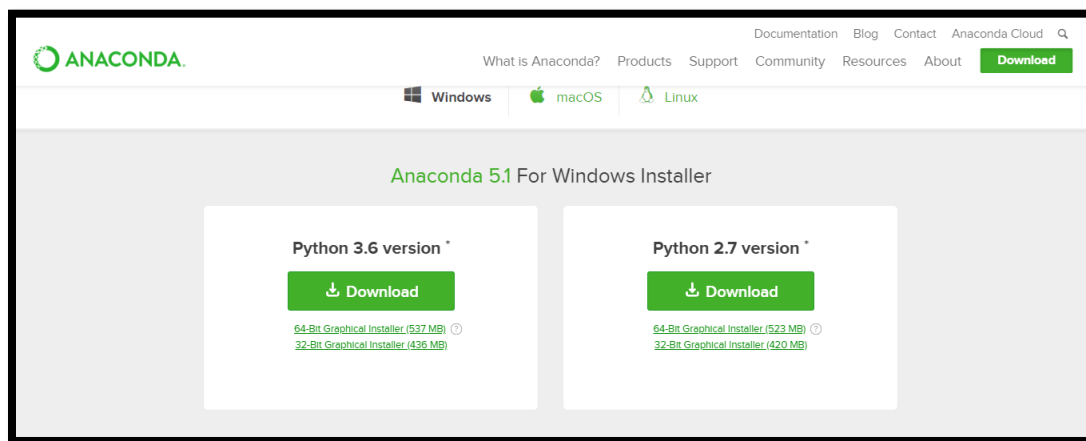 Documentation Blog Contact Anaconda Cloud
ANACONDA.
What is Anaconda? Products Support Community Resources About Download
Windows macOS Linux
Anaconda 5.1 For Windows Installer
Python 3.6 version *
Download
64-Bit Graphical Installer (537 MB) ?
32-Bit Graphical Installer (436 MB)
Python 2.7 version *
Download
64-Bit Graphical Installer (523 MB) ?
32-Bit Graphical Installer (420 MB)